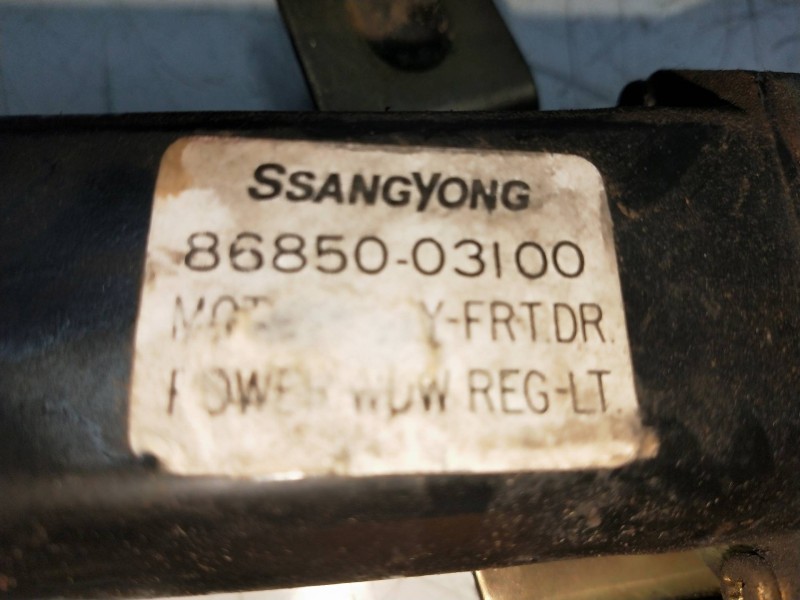 SSANGYONG
86850-03100
Y-FRT.DR.
POWER WDW REG-LT.